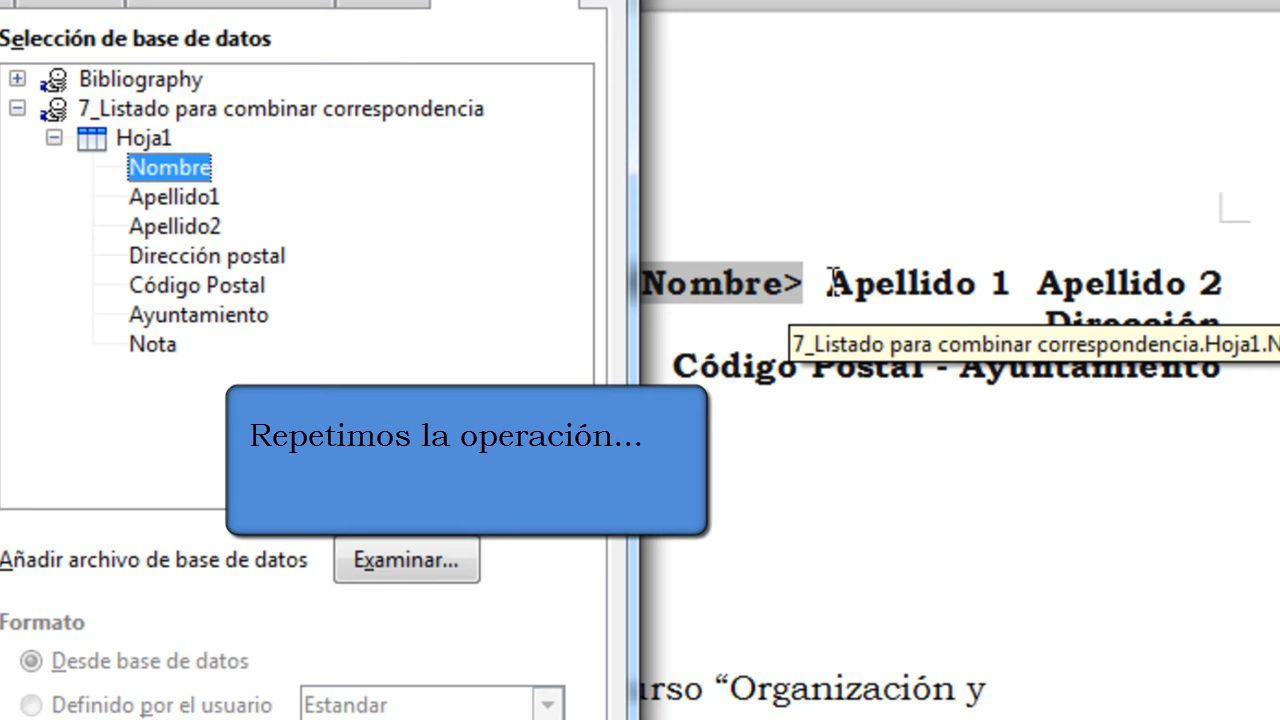 Selección de base de datos
Bibliography
7_Listado para combinar correspondencia
Hoja1
Nombre
Apellido1
Apellido2
Dirección postal
Código Postal
Ayuntamiento
Nota
Añadir archivo de base de datos
Examinar...
Formato
Desde base de datos
Definido por el usuario
Estandar
Nombre> Apellido 1 Apellido 2
Dirección
7_Listado para combinar correspondencia.Hoja1.N
Código Postal - Ayuntamiento
Repetimos la operación...
urso “Organización y